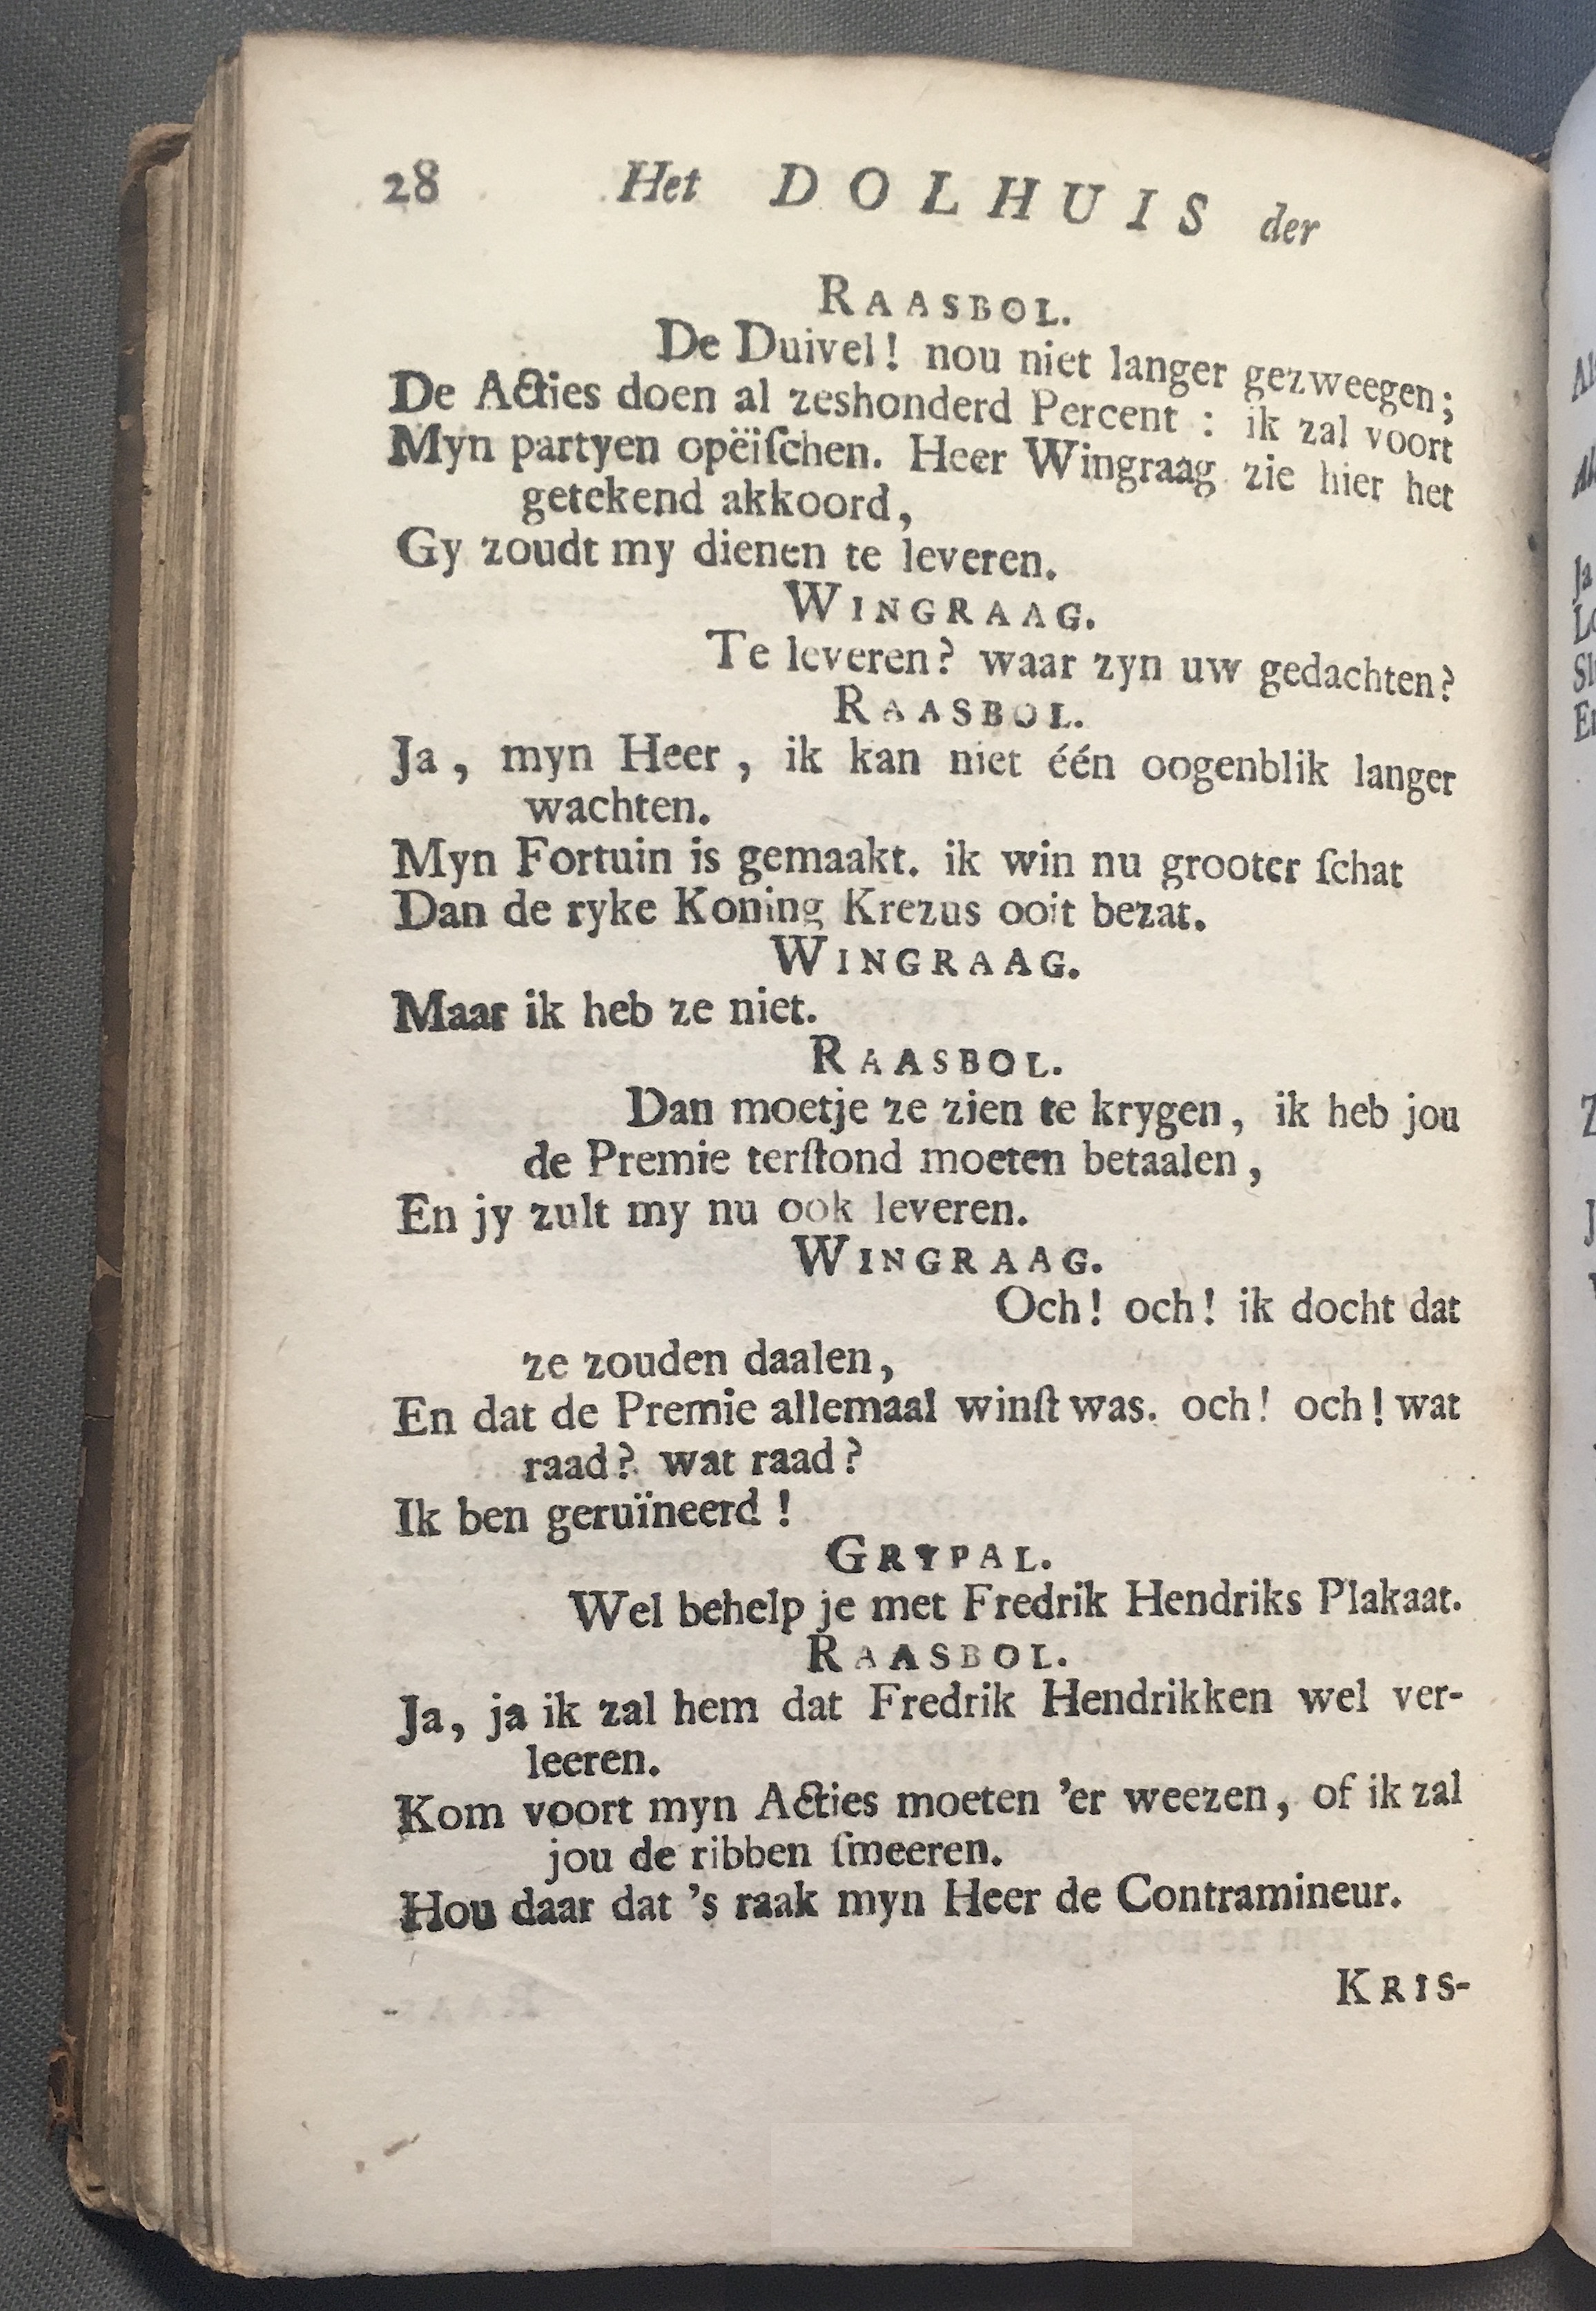 28 Het DOLHUIS der
RAASBOL.
De Duivel! nou niet langer gezweegen;
De Acties doen al zeshonderd Percent : ik zal voort
Myn partyen opëiſchen. Heer Wingraag zie hier het
getekend akkoord,
Gy zoudt my dienen te leveren.
WINGRAAG.
Te leveren? waar zyn uw gedachten?
RAASBOL.
Ja, myn Heer, ik kan niet één oogenblik langer
wachten.
Myn Fortuin is gemaakt. ik win nu grooter ſchat
Dan de ryke Koning Krezus ooit bezat.
WINGRAAG.
Maar ik heb ze niet.
RAASBOL.
Dan moetje ze zien te krygen, ik heb jou
de Premie terſtond moeten betaalen,
En jy zult my nu ook leveren.
WINGRAAG.
Och! och! ik docht dat
ze zouden daalen,
En dat de Premie allemaal winſt was. och! och! wat
raad? wat raad?
Ik ben geruïneerd!
GRYPAL.
Wel behelp je met Fredrik Hendriks Plakaat.
RAASBOL.
Ja, ja ik zal hem dat Fredrik Hendrikken wel ver-
leeren.
Kom voort myn Acties moeten 'er weezen, of ik zal
jou de ribben ſmeeren.
Hou daar dat 's raak myn Heer de Contramineur.
KRIS-